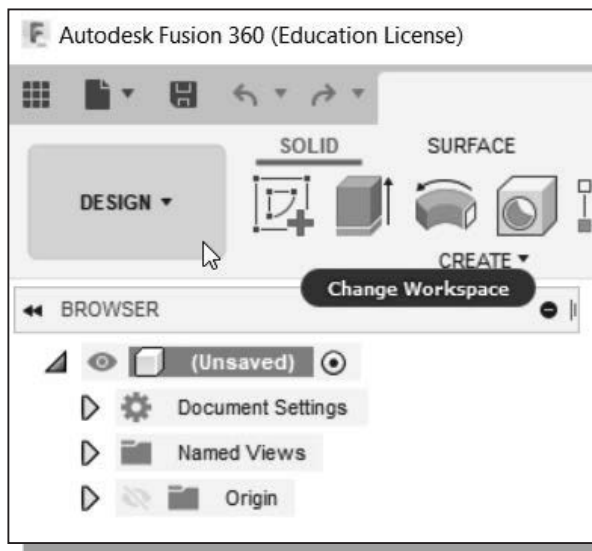 Autodesk Fusion 360 (Education License)
SOLID SURFACE
DESIGN
CREATE
Change Workspace
BROWSER
(Unsaved)
Document Settings
Named Views
Origin